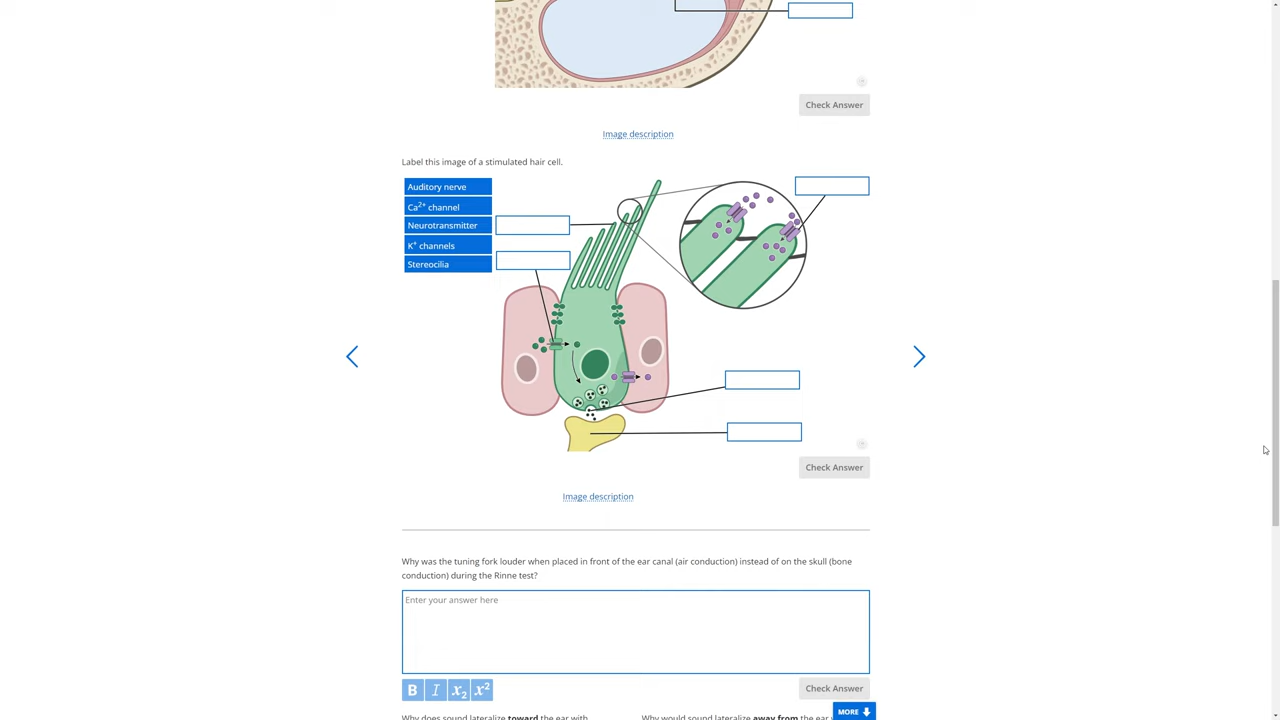 Check Answer
Image description
Label this image of a stimulated hair cell.
Auditory nerve
Ca²⁺ channel
Neurotransmitter
K⁺ channels
Stereocilia
Check Answer
Image description
Why was the tuning fork louder when placed in front of the ear canal (air conduction) instead of on the skull (bone
conduction) during the Rinne test?
Enter your answer here
B I x₂ x²
Check Answer
MORE
Why does sound lateralize toward the ear with
Why would sound lateralize away from the ear